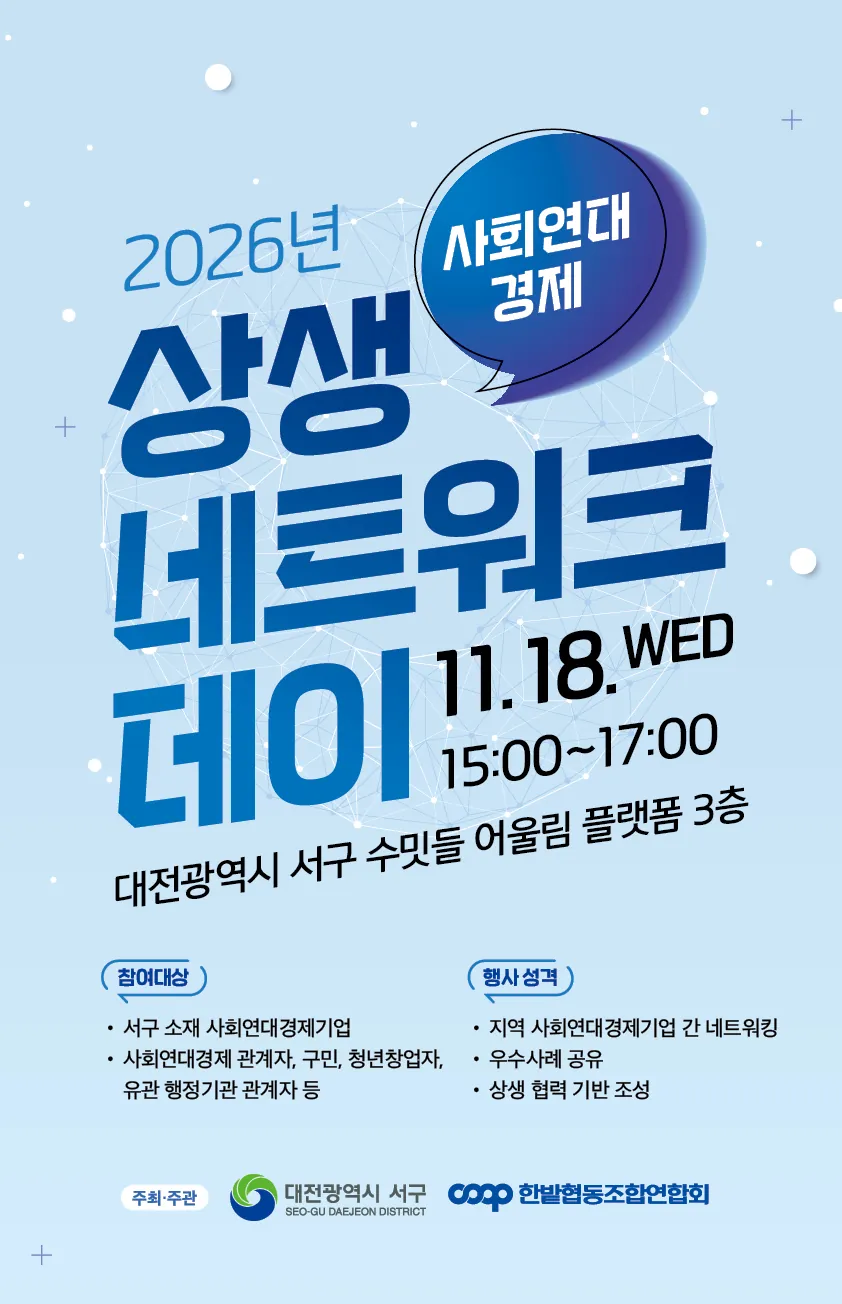 2026년
사회연대
경제
상생
네트워크
데이
11.18. WED
15:00~17:00
대전광역시 서구 수밋들 어울림 플랫폼 3층
참여대상
• 서구 소재 사회연대경제기업
• 사회연대경제 관계자, 구민, 청년창업자,
유관 행정기관 관계자 등
행사 성격
• 지역 사회연대경제기업 간 네트워킹
• 우수사례 공유
• 상생 협력 기반 조성
주최·주관
대전광역시 서구
SEO-GU DAEJEON DISTRICT
coop 한밭협동조합연합회